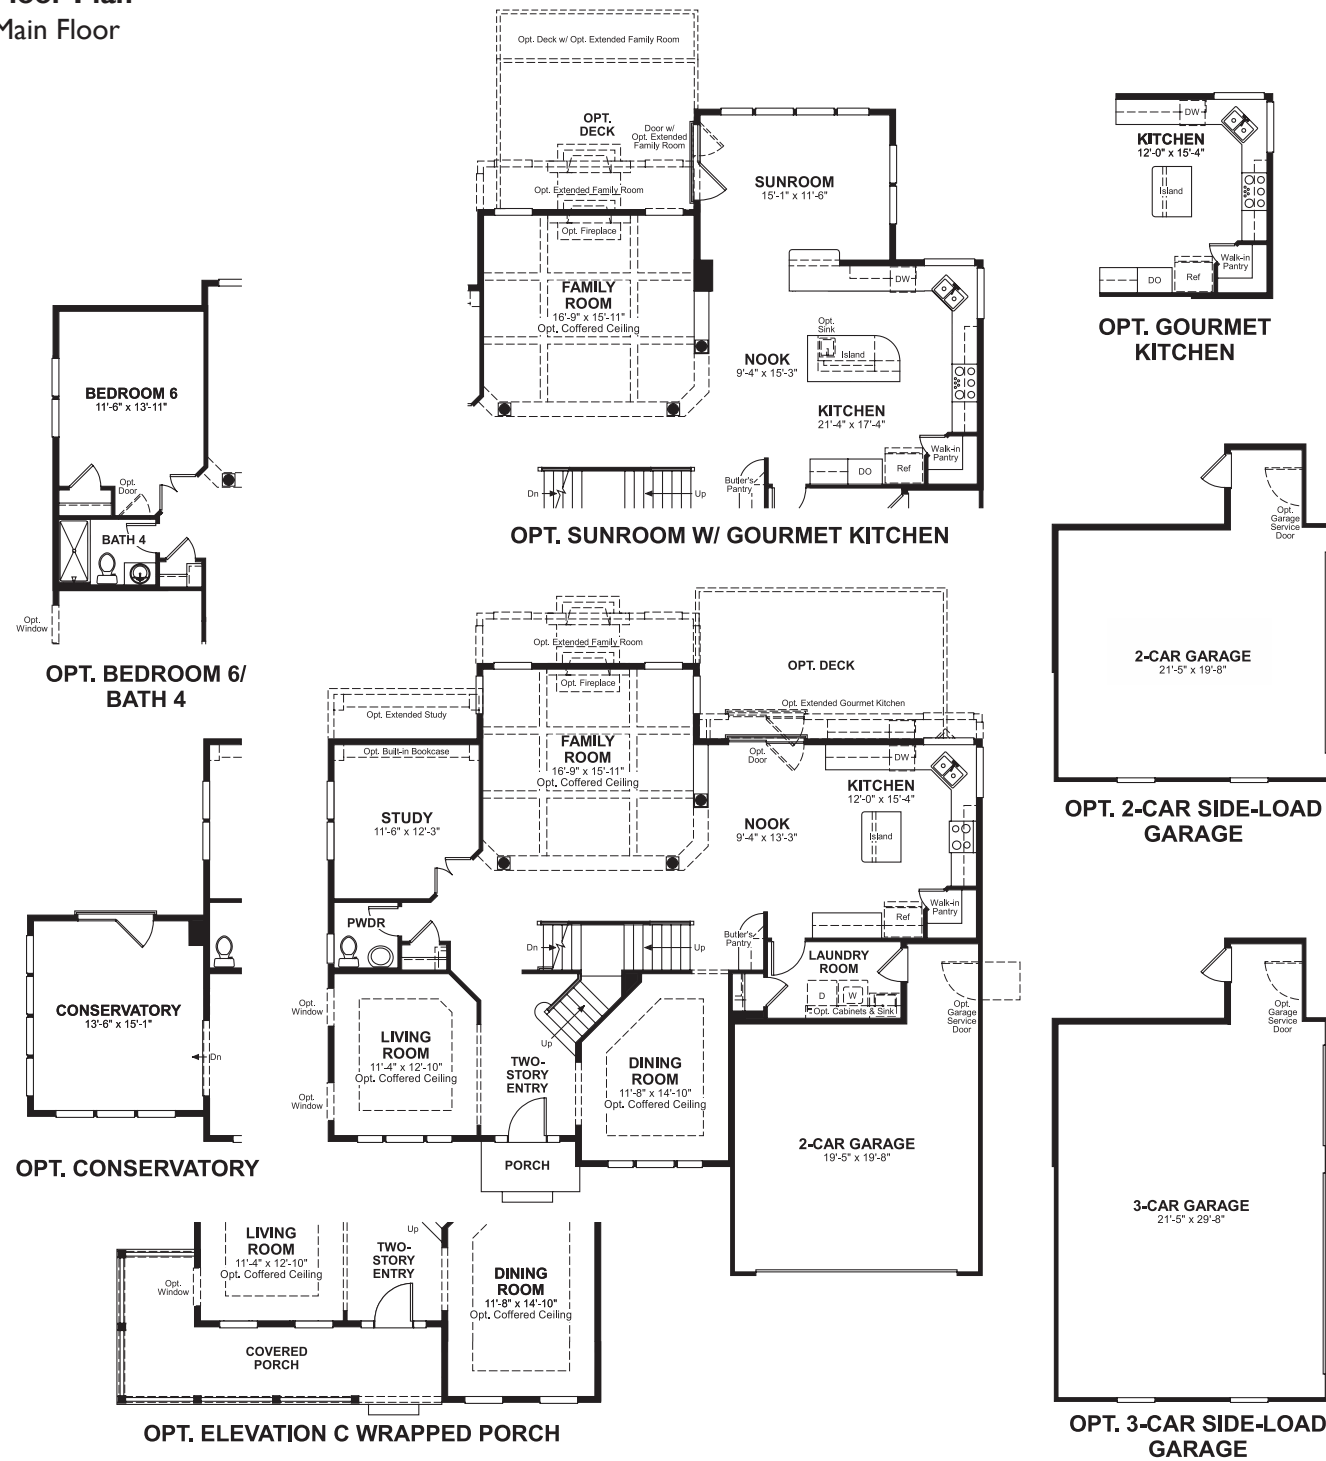 Main Floor
Opt. Deck w/ Opt. Extended Family Room
OPT.
DECK
Door w/
Opt. Extended
Family Room
Opt. Extended Family Room
Opt. Fireplace
SUNROOM
15'-1" x 11'-6"
FAMILY
ROOM
16'-9" x 15'-11"
Opt. Coffered Ceiling
DW
Opt.
Sink
Island
NOOK
9'-4" x 15'-3"
KITCHEN
21'-4" x 17'-4"
Walk-in
Pantry
DO
Ref
Butler's
Pantry
Dn
Up
OPT. SUNROOM W/ GOURMET KITCHEN
DW
KITCHEN
12'-0" x 15'-4"
Island
Walk-in
Pantry
DO
Ref
OPT. GOURMET
KITCHEN
BEDROOM 6
11'-6" x 13'-11"
Opt.
Door
BATH 4
Opt.
Window
OPT. BEDROOM 6/
BATH 4
Opt.
Garage
Service
Door
2-CAR GARAGE
21'-5" x 19'-8"
OPT. 2-CAR SIDE-LOAD
GARAGE
Opt. Extended Family Room
Opt. Fireplace
OPT. DECK
Opt. Extended Gourmet Kitchen
Opt. Extended Study
Opt. Built-in Bookcase
FAMILY
ROOM
16'-9" x 15'-11"
Opt. Coffered Ceiling
Opt.
Door
DW
KITCHEN
12'-0" x 15'-4"
STUDY
11'-6" x 12'-3"
NOOK
9'-4" x 13'-3"
Island
Walk-in
Pantry
Ref
PWDR
Dn
Up
Butler's
Pantry
LAUNDRY
ROOM
D
W
Opt. Cabinets & Sink
Opt.
Garage
Service
Door
Opt.
Window
LIVING
ROOM
11'-4" x 12'-10"
Opt. Coffered Ceiling
Opt.
Window
Up
TWO-
STORY
ENTRY
DINING
ROOM
11'-8" x 14'-10"
Opt. Coffered Ceiling
PORCH
2-CAR GARAGE
19'-5" x 19'-8"
CONSERVATORY
13'-6" x 15'-1"
Dn
OPT. CONSERVATORY
Opt.
Garage
Service
Door
3-CAR GARAGE
21'-5" x 29'-8"
OPT. 3-CAR SIDE-LOAD
GARAGE
LIVING
ROOM
11'-4" x 12'-10"
Opt. Coffered Ceiling
Up
TWO-
STORY
ENTRY
Opt.
Window
DINING
ROOM
11'-8" x 14'-10"
Opt. Coffered Ceiling
COVERED
PORCH
OPT. ELEVATION C WRAPPED PORCH